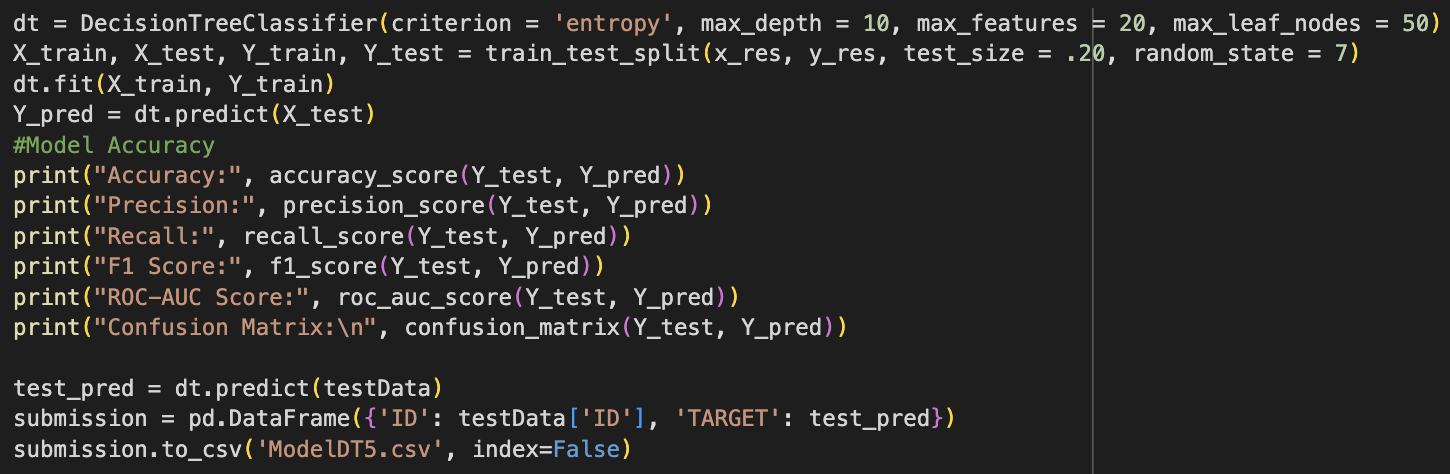 dt = DecisionTreeClassifier(criterion = 'entropy', max_depth = 10, max_features = 20, max_leaf_nodes = 50)
X_train, X_test, Y_train, Y_test = train_test_split(x_res, y_res, test_size = .20, random_state = 7)
dt.fit(X_train, Y_train)
Y_pred = dt.predict(X_test)
#Model Accuracy
print("Accuracy:", accuracy_score(Y_test, Y_pred))
print("Precision:", precision_score(Y_test, Y_pred))
print("Recall:", recall_score(Y_test, Y_pred))
print("F1 Score:", f1_score(Y_test, Y_pred))
print("ROC-AUC Score:", roc_auc_score(Y_test, Y_pred))
print("Confusion Matrix:\n", confusion_matrix(Y_test, Y_pred))

test_pred = dt.predict(testData)
submission = pd.DataFrame({'ID': testData['ID'], 'TARGET': test_pred})
submission.to_csv('ModelDT5.csv', index=False)